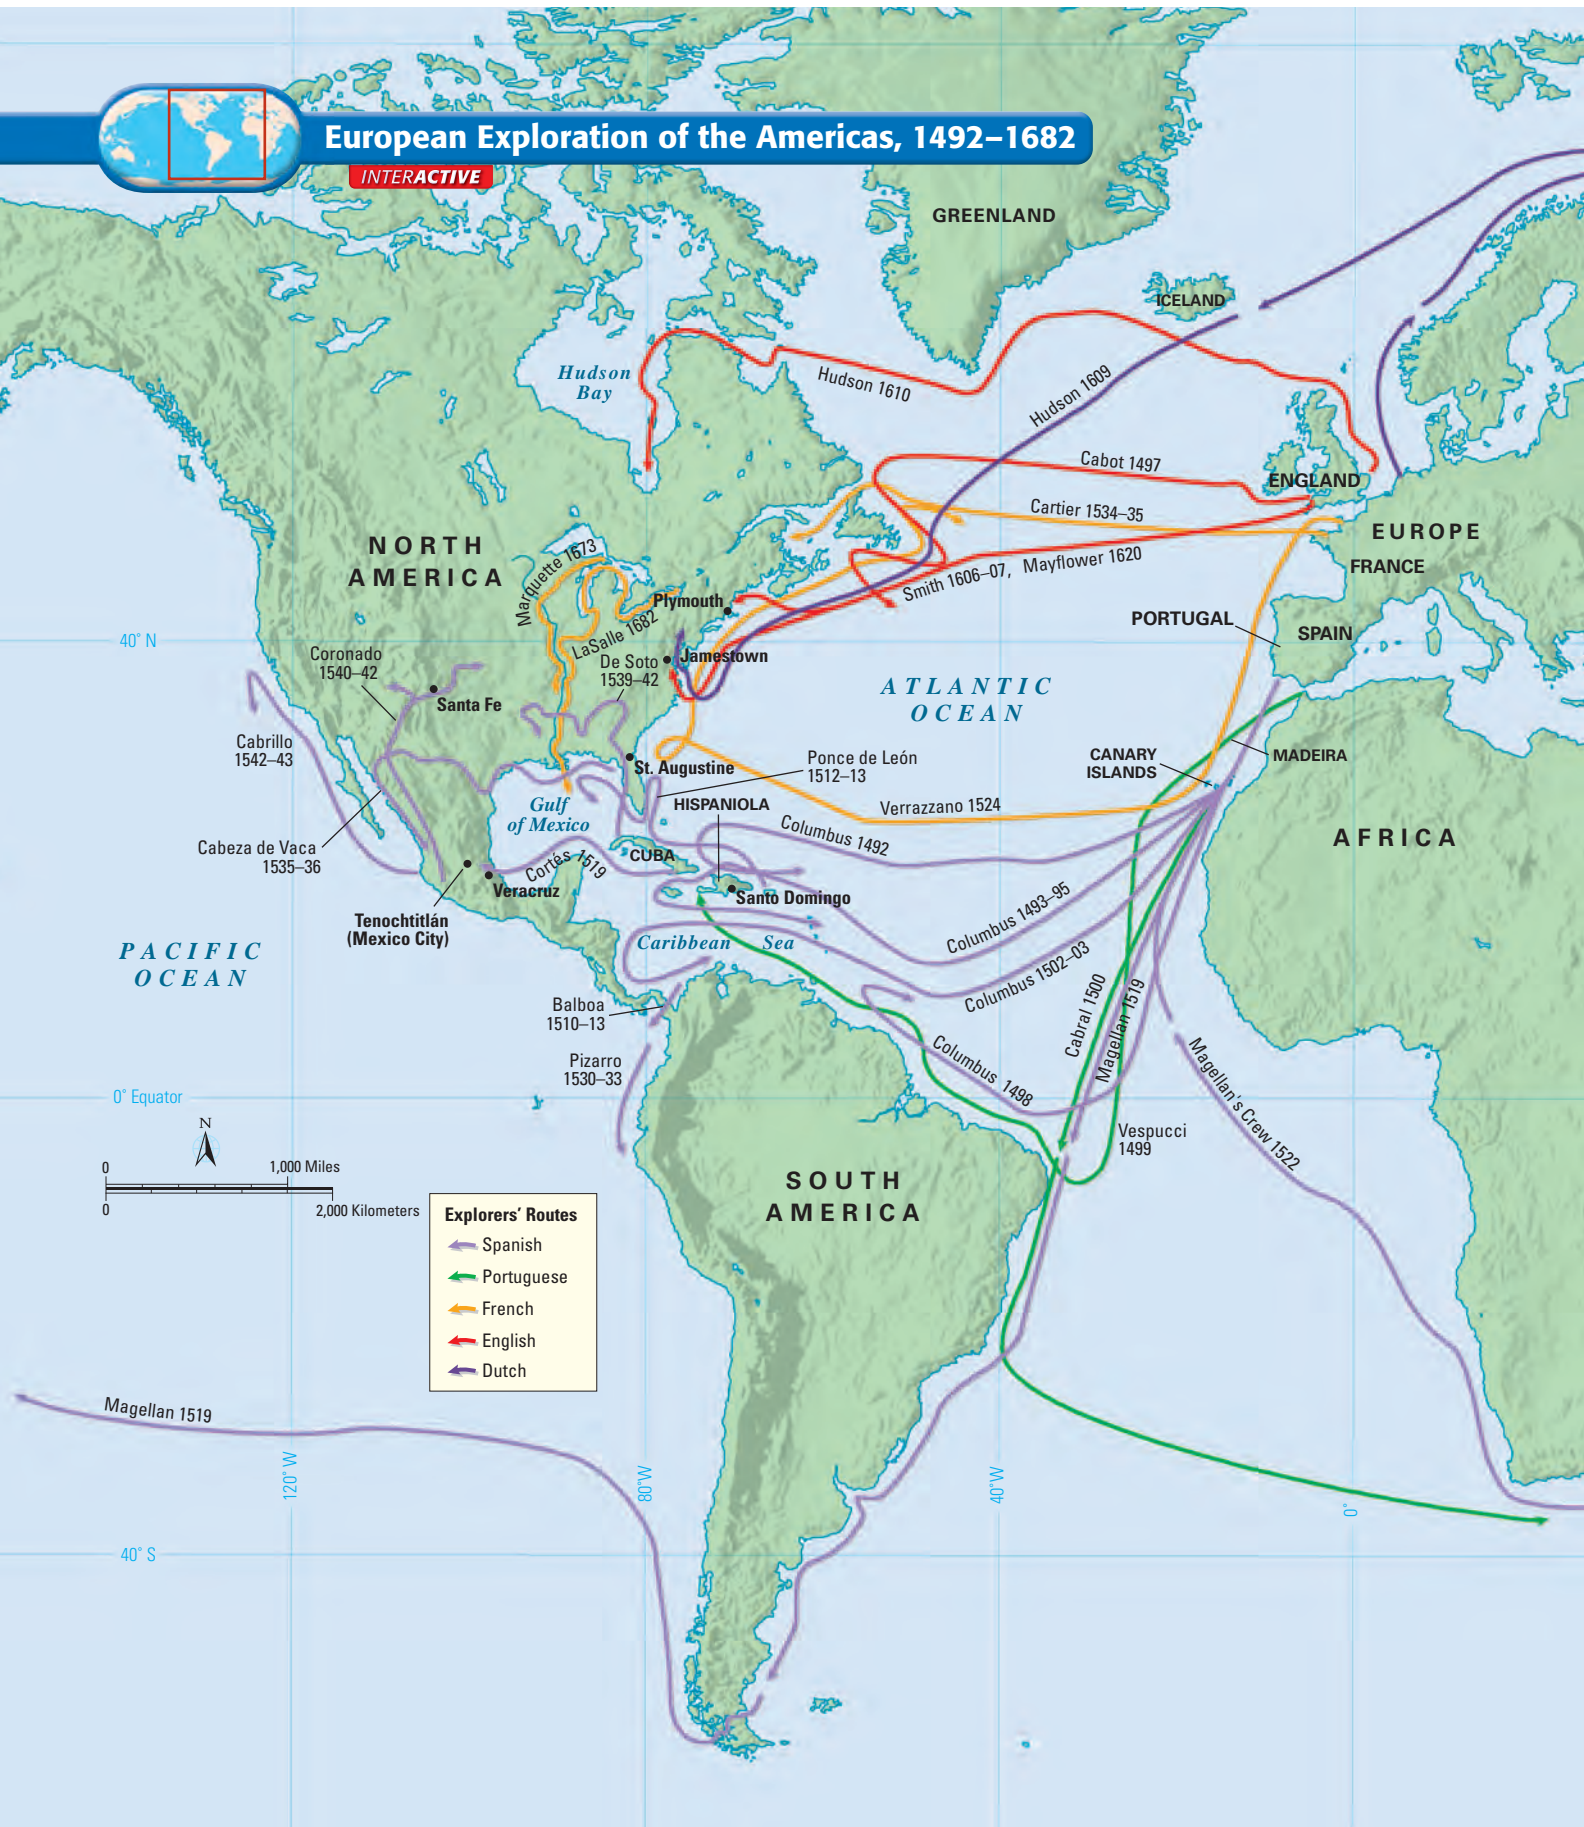 European Exploration of the Americas, 1492–1682
INTERACTIVE
GREENLAND
ICELAND
Hudson
Bay
Hudson 1610
Hudson 1609
Cabot 1497
ENGLAND
Cartier 1534–35
EUROPE
NORTH
AMERICA
Marquette 1673
Smith 1606–07, Mayflower 1620
FRANCE
Plymouth
PORTUGAL
SPAIN
40° N
LaSalle 1682
Coronado
1540–42
De Soto
1539–42
Jamestown
ATLANTIC
OCEAN
Santa Fe
Cabrillo
1542–43
St. Augustine
Ponce de León
1512–13
CANARY
ISLANDS
MADEIRA
Gulf
of Mexico
HISPANIOLA
Verrazzano 1524
Columbus 1492
AFRICA
Cabeza de Vaca
1535–36
Cortés 1519
CUBA
Veracruz
Santo Domingo
Tenochtitlán
(Mexico City)
Columbus 1493–95
PACIFIC
OCEAN
Caribbean Sea
Columbus 1502–03
Balboa
1510–13
Cabral 1500
Magellan 1519
Pizarro
1530–33
Columbus 1498
Magellan's Crew 1522
0° Equator
Vespucci
1499
N
0
1,000 Miles
0
2,000 Kilometers
SOUTH
AMERICA
Explorers' Routes
Spanish
Portuguese
French
English
Dutch
Magellan 1519
120° W
80°W
40°W
0°
40° S